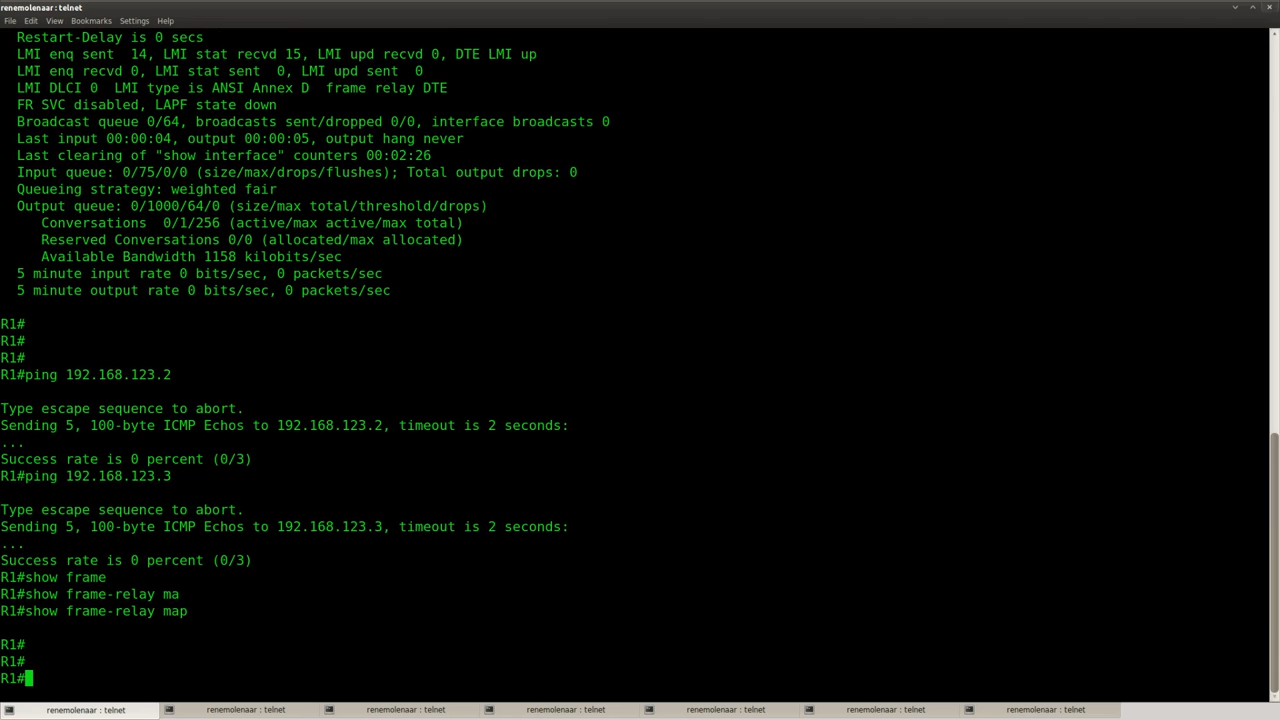 renemolenaar : telnet
File Edit View Bookmarks Settings Help
Restart-Delay is 0 secs
LMI enq sent  14, LMI stat recvd 15, LMI upd recvd 0, DTE LMI up
LMI enq recvd 0, LMI stat sent  0, LMI upd sent  0
LMI DLCI 0  LMI type is ANSI Annex D  frame relay DTE
FR SVC disabled, LAPF state down
Broadcast queue 0/64, broadcasts sent/dropped 0/0, interface broadcasts 0
Last input 00:00:04, output 00:00:05, output hang never
Last clearing of "show interface" counters 00:02:26
Input queue: 0/75/0/0 (size/max/drops/flushes); Total output drops: 0
Queueing strategy: weighted fair
Output queue: 0/1000/64/0 (size/max total/threshold/drops)
Conversations  0/1/256 (active/max active/max total)
Reserved Conversations 0/0 (allocated/max allocated)
Available Bandwidth 1158 kilobits/sec
5 minute input rate 0 bits/sec, 0 packets/sec
5 minute output rate 0 bits/sec, 0 packets/sec
R1#
R1#
R1#
R1#ping 192.168.123.2
Type escape sequence to abort.
Sending 5, 100-byte ICMP Echos to 192.168.123.2, timeout is 2 seconds:
...
Success rate is 0 percent (0/3)
R1#ping 192.168.123.3
Type escape sequence to abort.
Sending 5, 100-byte ICMP Echos to 192.168.123.3, timeout is 2 seconds:
...
Success rate is 0 percent (0/3)
R1#show frame
R1#show frame-relay ma
R1#show frame-relay map
R1#
R1#
R1#
renemolenaar : telnet renemolenaar : telnet renemolenaar : telnet renemolenaar : telnet renemolenaar : telnet renemolenaar : telnet renemolenaar : telnet